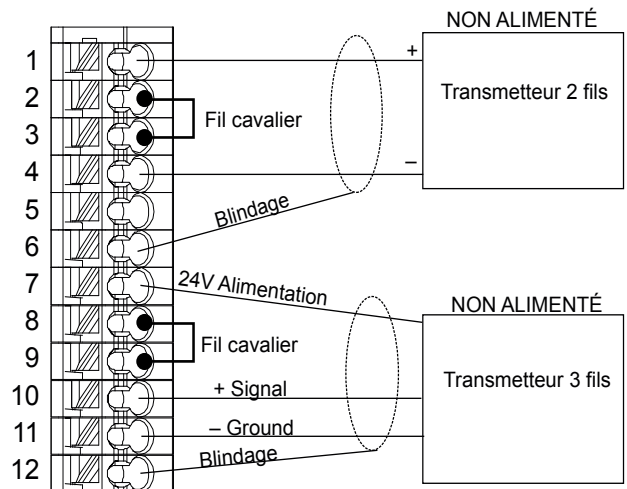 NON ALIMENTÉ
1
+
Transmetteur 2 fils
2
Fil cavalier
3
4
–
5
Blindage
6
7
24V Alimentation
NON ALIMENTÉ
8
Fil cavalier
9
Transmetteur 3 fils
10
+ Signal
11
– Ground
12
Blindage